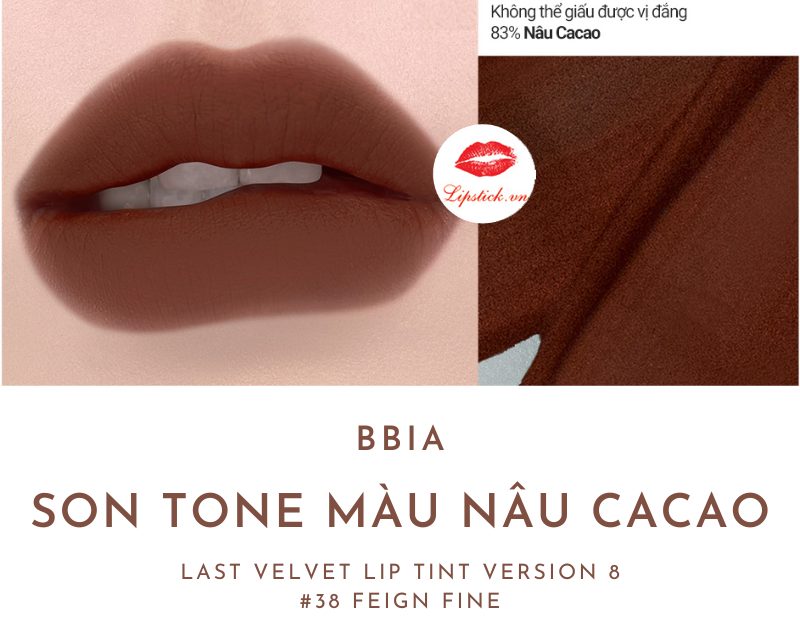 Không thể giấu được vị đắng
83% Nâu Cacao
Lipstick.vn
BBIA
SON TONE MÀU NÂU CACAO
LAST VELVET LIP TINT VERSION 8
#38 FEIGN FINE